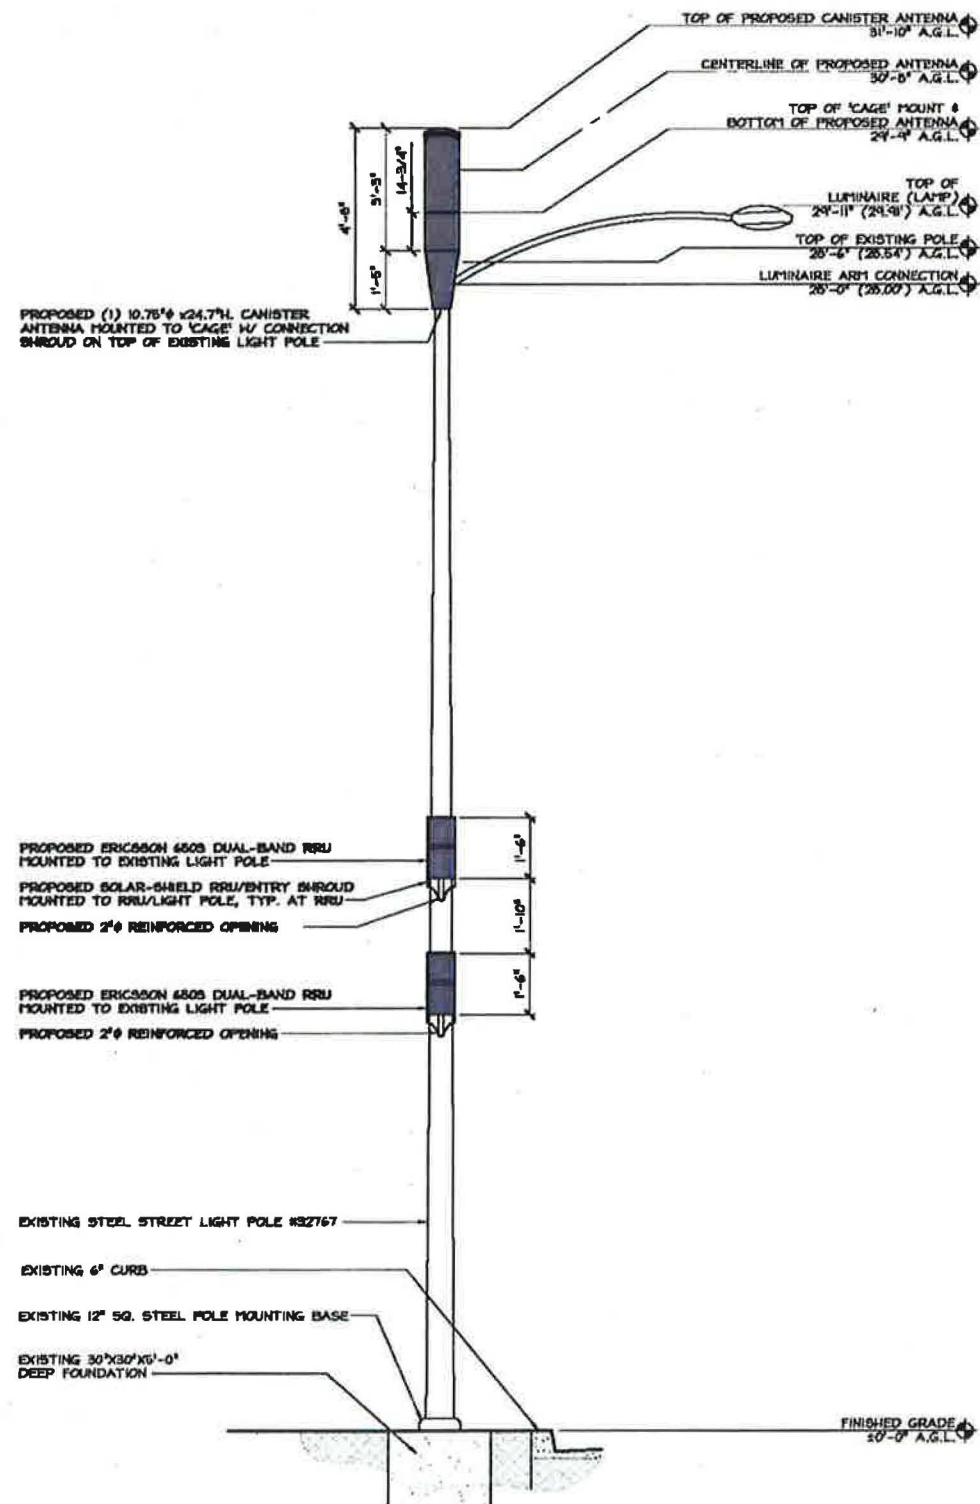 TOP OF PROPOSED CANISTER ANTENNA
31'-10" A.G.L.
CENTERLINE OF PROPOSED ANTENNA
30'-8" A.G.L.
TOP OF 'CAGE' MOUNT &
BOTTOM OF PROPOSED ANTENNA
29'-9" A.G.L.
TOP OF
LUMINAIRE (LAMP)
29'-11" (29.91') A.G.L.
TOP OF EXISTING POLE
28'-6" (28.54') A.G.L.
LUMINAIRE ARM CONNECTION
28'-0" (28.00') A.G.L.
14-3/4"
3'-3"
4'-8"
1'-5"
PROPOSED (1) 10.75"Φ x24.7"H. CANISTER
ANTENNA MOUNTED TO 'CAGE' W/ CONNECTION
SHROUD ON TOP OF EXISTING LIGHT POLE
PROPOSED ERICSSON DUAL-BAND RRU
MOUNTED TO EXISTING LIGHT POLE
1'-6"
PROPOSED SOLAR-SHIELD RRU/ENTRY SHROUD
MOUNTED TO RRU/LIGHT POLE, TYP. AT RRU
PROPOSED 2"Φ REINFORCED OPENING
1'-10"
PROPOSED ERICSSON DUAL-BAND RRU
MOUNTED TO EXISTING LIGHT POLE
1'-6"
PROPOSED 2"Φ REINFORCED OPENING
EXISTING STEEL STREET LIGHT POLE #32767
EXISTING 6" CURB
EXISTING 12" SQ. STEEL POLE MOUNTING BASE
EXISTING
DEEP FOUNDATION
FINISHED GRADE
±0'-0" A.G.L.